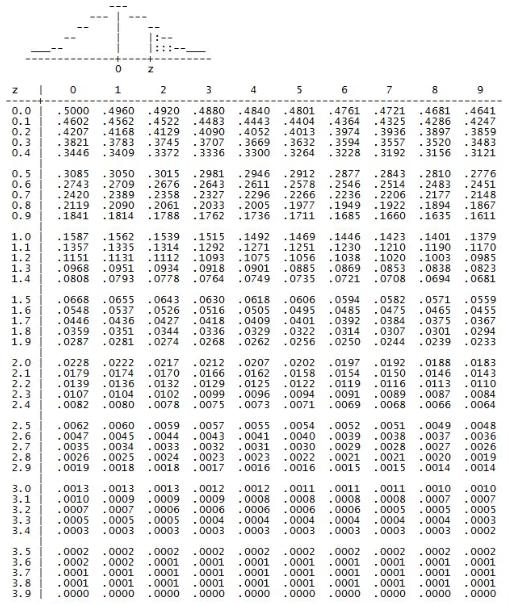 0 z
z | 0 1 2 3 4 5 6 7 8 9
0.0 | .5000 .4960 .4920 .4880 .4840 .4801 .4761 .4721 .4681 .4641
0.1 | .4602 .4562 .4522 .4483 .4443 .4404 .4364 .4325 .4286 .4247
0.2 | .4207 .4168 .4129 .4090 .4052 .4013 .3974 .3936 .3897 .3859
0.3 | .3821 .3783 .3745 .3707 .3669 .3632 .3594 .3557 .3520 .3483
0.4 | .3446 .3409 .3372 .3336 .3300 .3264 .3228 .3192 .3156 .3121
0.5 | .3085 .3050 .3015 .2981 .2946 .2912 .2877 .2843 .2810 .2776
0.6 | .2743 .2709 .2676 .2643 .2611 .2578 .2546 .2514 .2483 .2451
0.7 | .2420 .2389 .2358 .2327 .2296 .2266 .2236 .2206 .2177 .2148
0.8 | .2119 .2090 .2061 .2033 .2005 .1977 .1949 .1922 .1894 .1867
0.9 | .1841 .1814 .1788 .1762 .1736 .1711 .1685 .1660 .1635 .1611
1.0 | .1587 .1562 .1539 .1515 .1492 .1469 .1446 .1423 .1401 .1379
1.1 | .1357 .1335 .1314 .1292 .1271 .1251 .1230 .1210 .1190 .1170
1.2 | .1151 .1131 .1112 .1093 .1075 .1056 .1038 .1020 .1003 .0985
1.3 | .0968 .0951 .0934 .0918 .0901 .0885 .0869 .0853 .0838 .0823
1.4 | .0808 .0793 .0778 .0764 .0749 .0735 .0721 .0708 .0694 .0681
1.5 | .0668 .0655 .0643 .0630 .0618 .0606 .0594 .0582 .0571 .0559
1.6 | .0548 .0537 .0526 .0516 .0505 .0495 .0485 .0475 .0465 .0455
1.7 | .0446 .0436 .0427 .0418 .0409 .0401 .0392 .0384 .0375 .0367
1.8 | .0359 .0351 .0344 .0336 .0329 .0322 .0314 .0307 .0301 .0294
1.9 | .0287 .0281 .0274 .0268 .0262 .0256 .0250 .0244 .0239 .0233
2.0 | .0228 .0222 .0217 .0212 .0207 .0202 .0197 .0192 .0188 .0183
2.1 | .0179 .0174 .0170 .0166 .0162 .0158 .0154 .0150 .0146 .0143
2.2 | .0139 .0136 .0132 .0129 .0125 .0122 .0119 .0116 .0113 .0110
2.3 | .0107 .0104 .0102 .0099 .0096 .0094 .0091 .0089 .0087 .0084
2.4 | .0082 .0080 .0078 .0075 .0073 .0071 .0069 .0068 .0066 .0064
2.5 | .0062 .0060 .0059 .0057 .0055 .0054 .0052 .0051 .0049 .0048
2.6 | .0047 .0045 .0044 .0043 .0041 .0040 .0039 .0038 .0037 .0036
2.7 | .0035 .0034 .0033 .0032 .0031 .0030 .0029 .0028 .0027 .0026
2.8 | .0026 .0025 .0024 .0023 .0023 .0022 .0021 .0021 .0020 .0019
2.9 | .0019 .0018 .0018 .0017 .0016 .0016 .0015 .0015 .0014 .0014
3.0 | .0013 .0013 .0013 .0012 .0012 .0011 .0011 .0011 .0010 .0010
3.1 | .0010 .0009 .0009 .0009 .0008 .0008 .0008 .0008 .0007 .0007
3.2 | .0007 .0007 .0006 .0006 .0006 .0006 .0006 .0005 .0005 .0005
3.3 | .0005 .0005 .0005 .0004 .0004 .0004 .0004 .0004 .0004 .0003
3.4 | .0003 .0003 .0003 .0003 .0003 .0003 .0003 .0003 .0003 .0002
3.5 | .0002 .0002 .0002 .0002 .0002 .0002 .0002 .0002 .0002 .0002
3.6 | .0002 .0002 .0001 .0001 .0001 .0001 .0001 .0001 .0001 .0001
3.7 | .0001 .0001 .0001 .0001 .0001 .0001 .0001 .0001 .0001 .0001
3.8 | .0001 .0001 .0001 .0001 .0001 .0001 .0001 .0001 .0001 .0001
3.9 | .0000 .0000 .0000 .0000 .0000 .0000 .0000 .0000 .0000 .0000